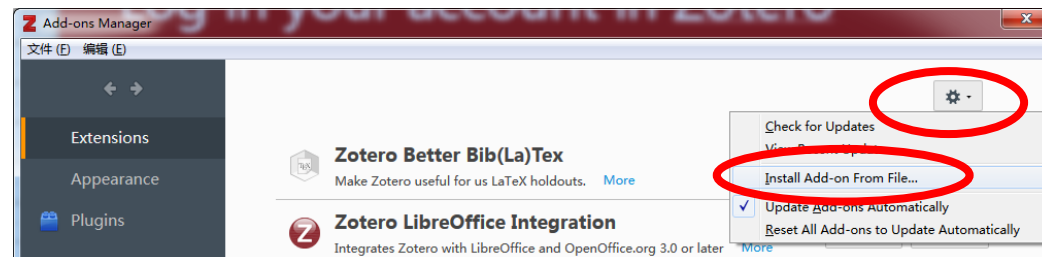 Log in your account in Zotero
Add-ons Manager
文件 (F) 编辑 (E)
Extensions
Appearance
Plugins
Check for Updates
View Recent Updates
Install Add-on From File...
Update Add-ons Automatically
Reset All Add-ons to Update Automatically
Zotero Better Bib(La)Tex
Make Zotero useful for us LaTeX holdouts. More
Zotero LibreOffice Integration
Integrates Zotero with LibreOffice and OpenOffice.org 3.0 or later More